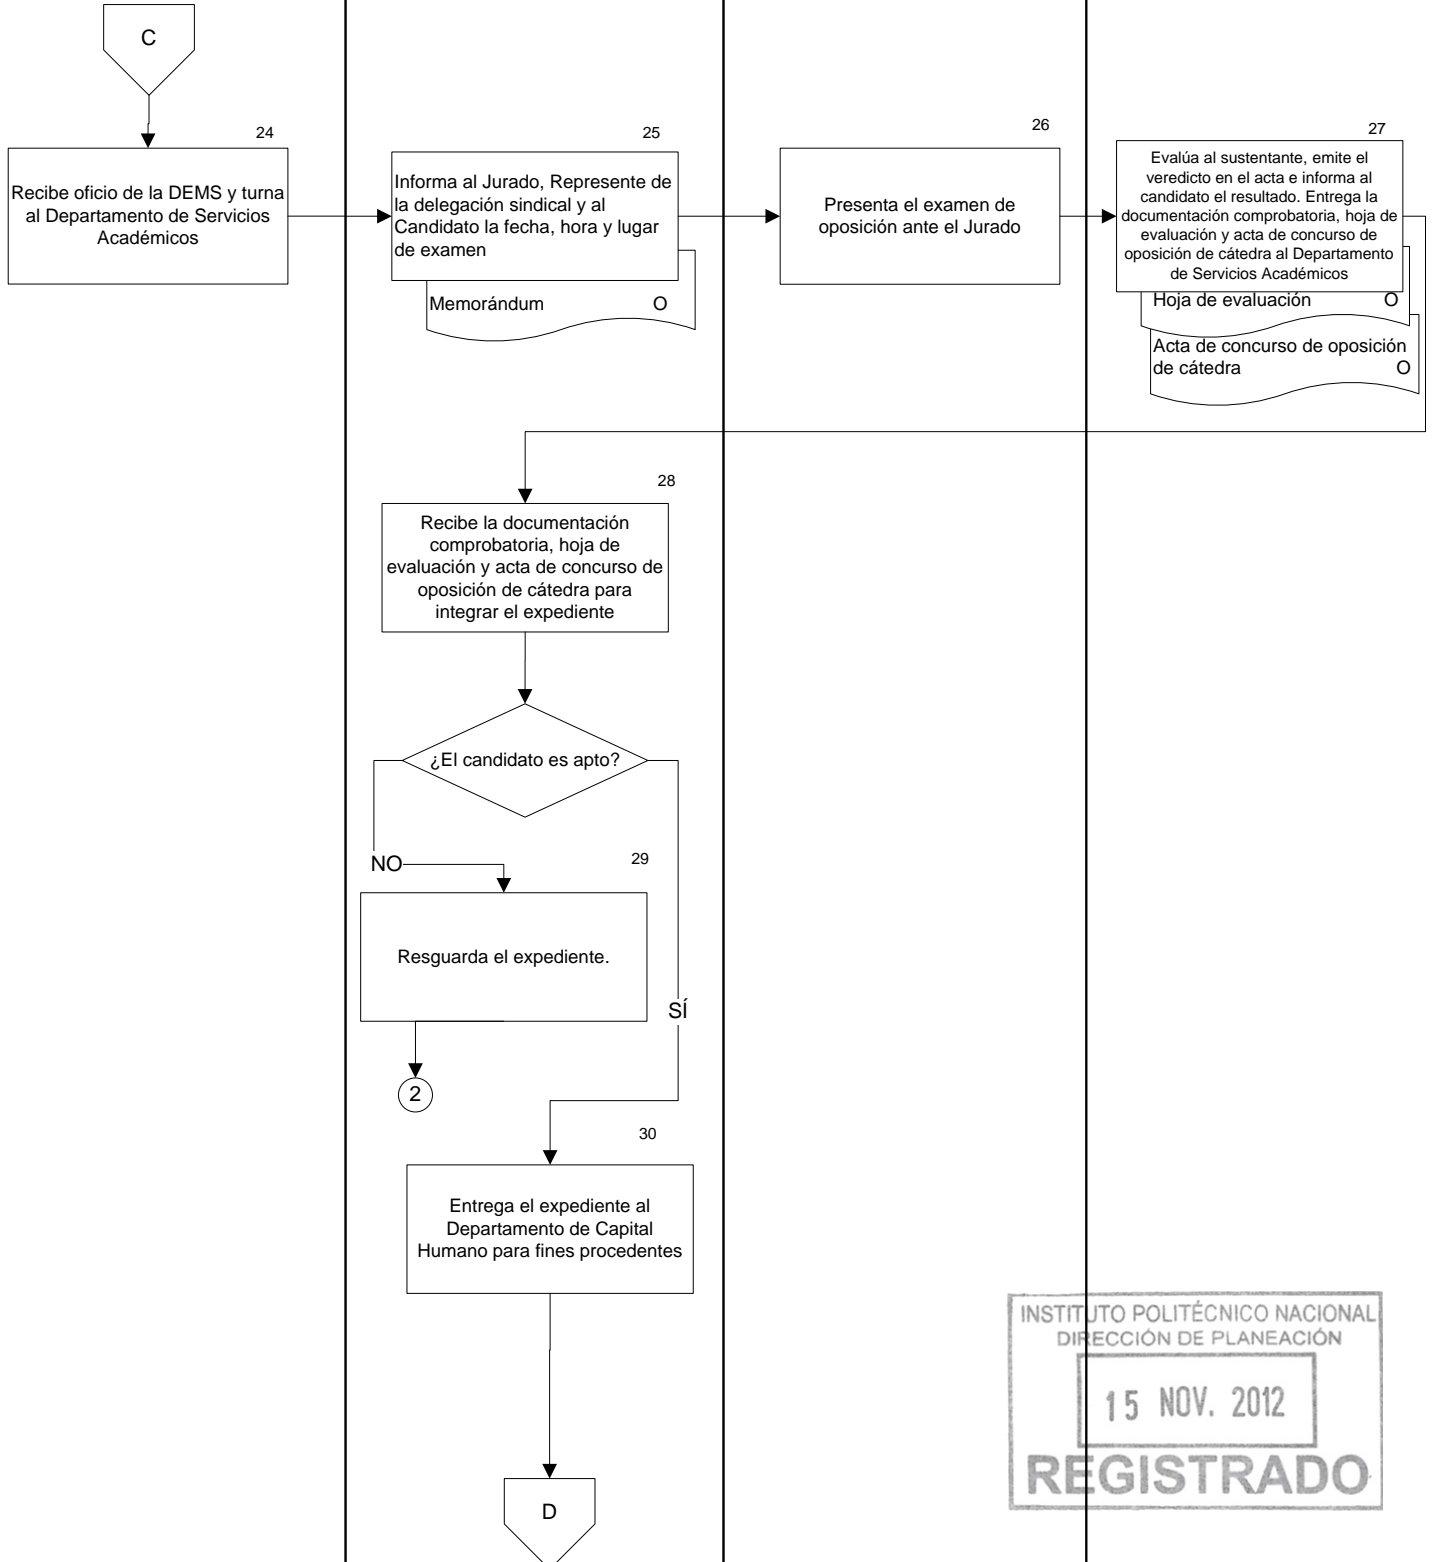 C
24
Recibe oficio de la DEMS y turna
al Departamento de Servicios
Académicos
25
Informa al Jurado, Represente de
la delegación sindical y al
Candidato la fecha, hora y lugar
de examen
Memorándum O
26
Presenta el examen de
oposición ante el Jurado
27
Evalúa al sustentante, emite el
veredicto en el acta e informa al
candidato el resultado. Entrega la
documentación comprobatoria, hoja de
evaluación y acta de concurso de
oposición de cátedra al Departamento
de Servicios Académicos
Hoja de evaluación O
Acta de concurso de oposición
de cátedra O
28
Recibe la documentación
comprobatoria, hoja de
evaluación y acta de concurso de
oposición de cátedra para
integrar el expediente
¿El candidato es apto?
NO
29
Resguarda el expediente.
SÍ
2
30
Entrega el expediente al
Departamento de Capital
Humano para fines procedentes
D
INSTITUTO POLITÉCNICO NACIONAL
DIRECCIÓN DE PLANEACIÓN
15 NOV. 2012
REGISTRADO